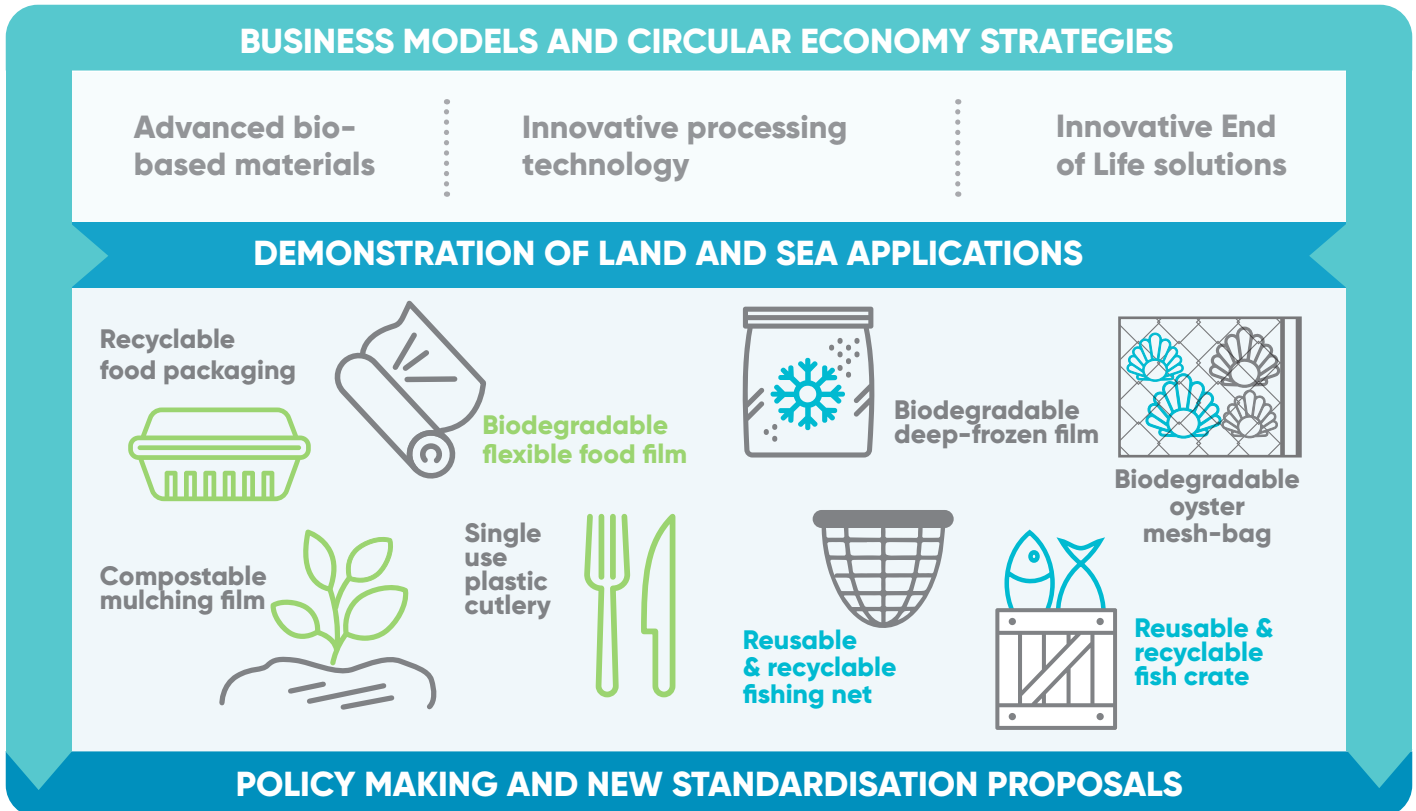 BUSINESS MODELS AND CIRCULAR ECONOMY STRATEGIES
Advanced bio-
based materials
Innovative processing
technology
Innovative End
of Life solutions
DEMONSTRATION OF LAND AND SEA APPLICATIONS
Recyclable
food packaging
Biodegradable
flexible food film
Biodegradable
deep-frozen film
Biodegradable
oyster
mesh-bag
Compostable
mulching film
Single
use
plastic
cutlery
Reusable
& recyclable
fishing net
Reusable &
recyclable
fish crate
POLICY MAKING AND NEW STANDARDISATION PROPOSALS